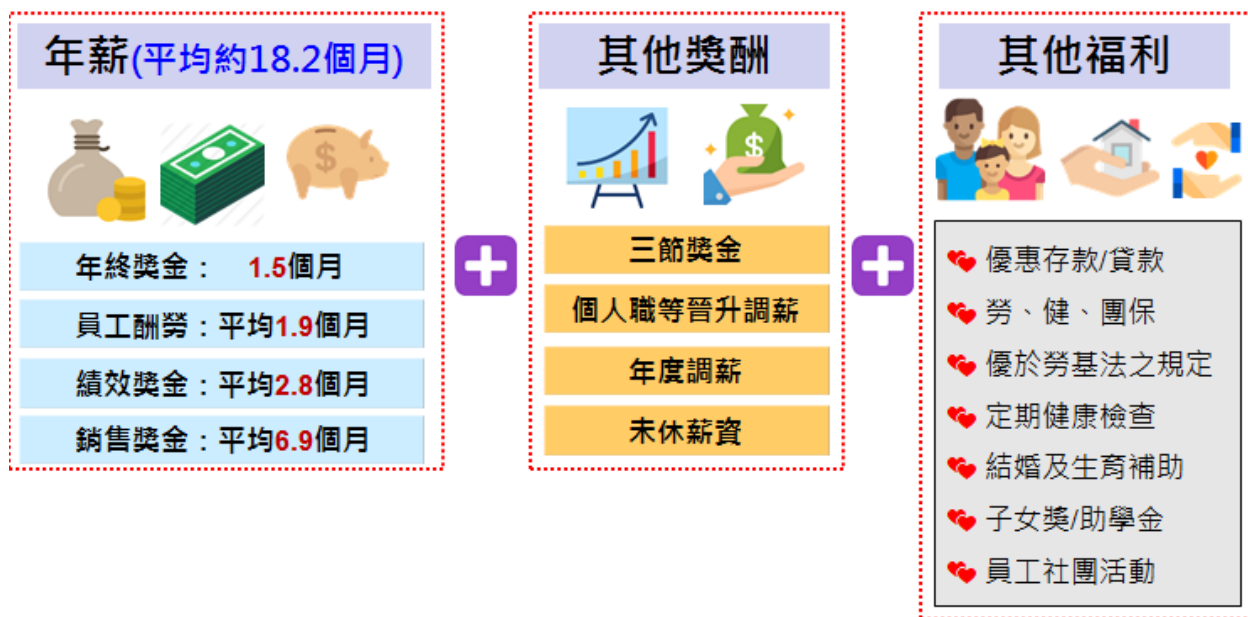 年薪(平均約18.2個月)
年終獎金： 1.5個月
員工酬勞：平均1.9個月
績效獎金：平均2.8個月
銷售獎金：平均6.9個月
其他獎酬
三節獎金
個人職等晉升調薪
年度調薪
未休薪資
其他福利
優惠存款/貸款
勞、健、團保
優於勞基法之規定
定期健康檢查
結婚及生育補助
子女獎/助學金
員工社團活動